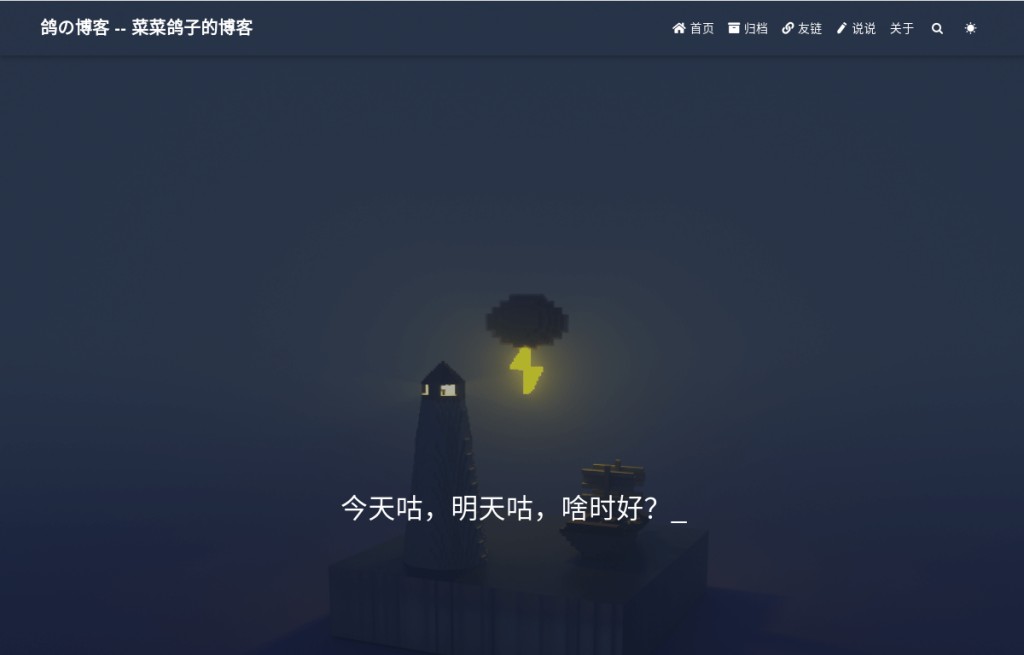 鸽の博客 -- 菜菜鸽子的博客
首页 归档 友链 说说 关于
今天咕，明天咕，啥时好？_